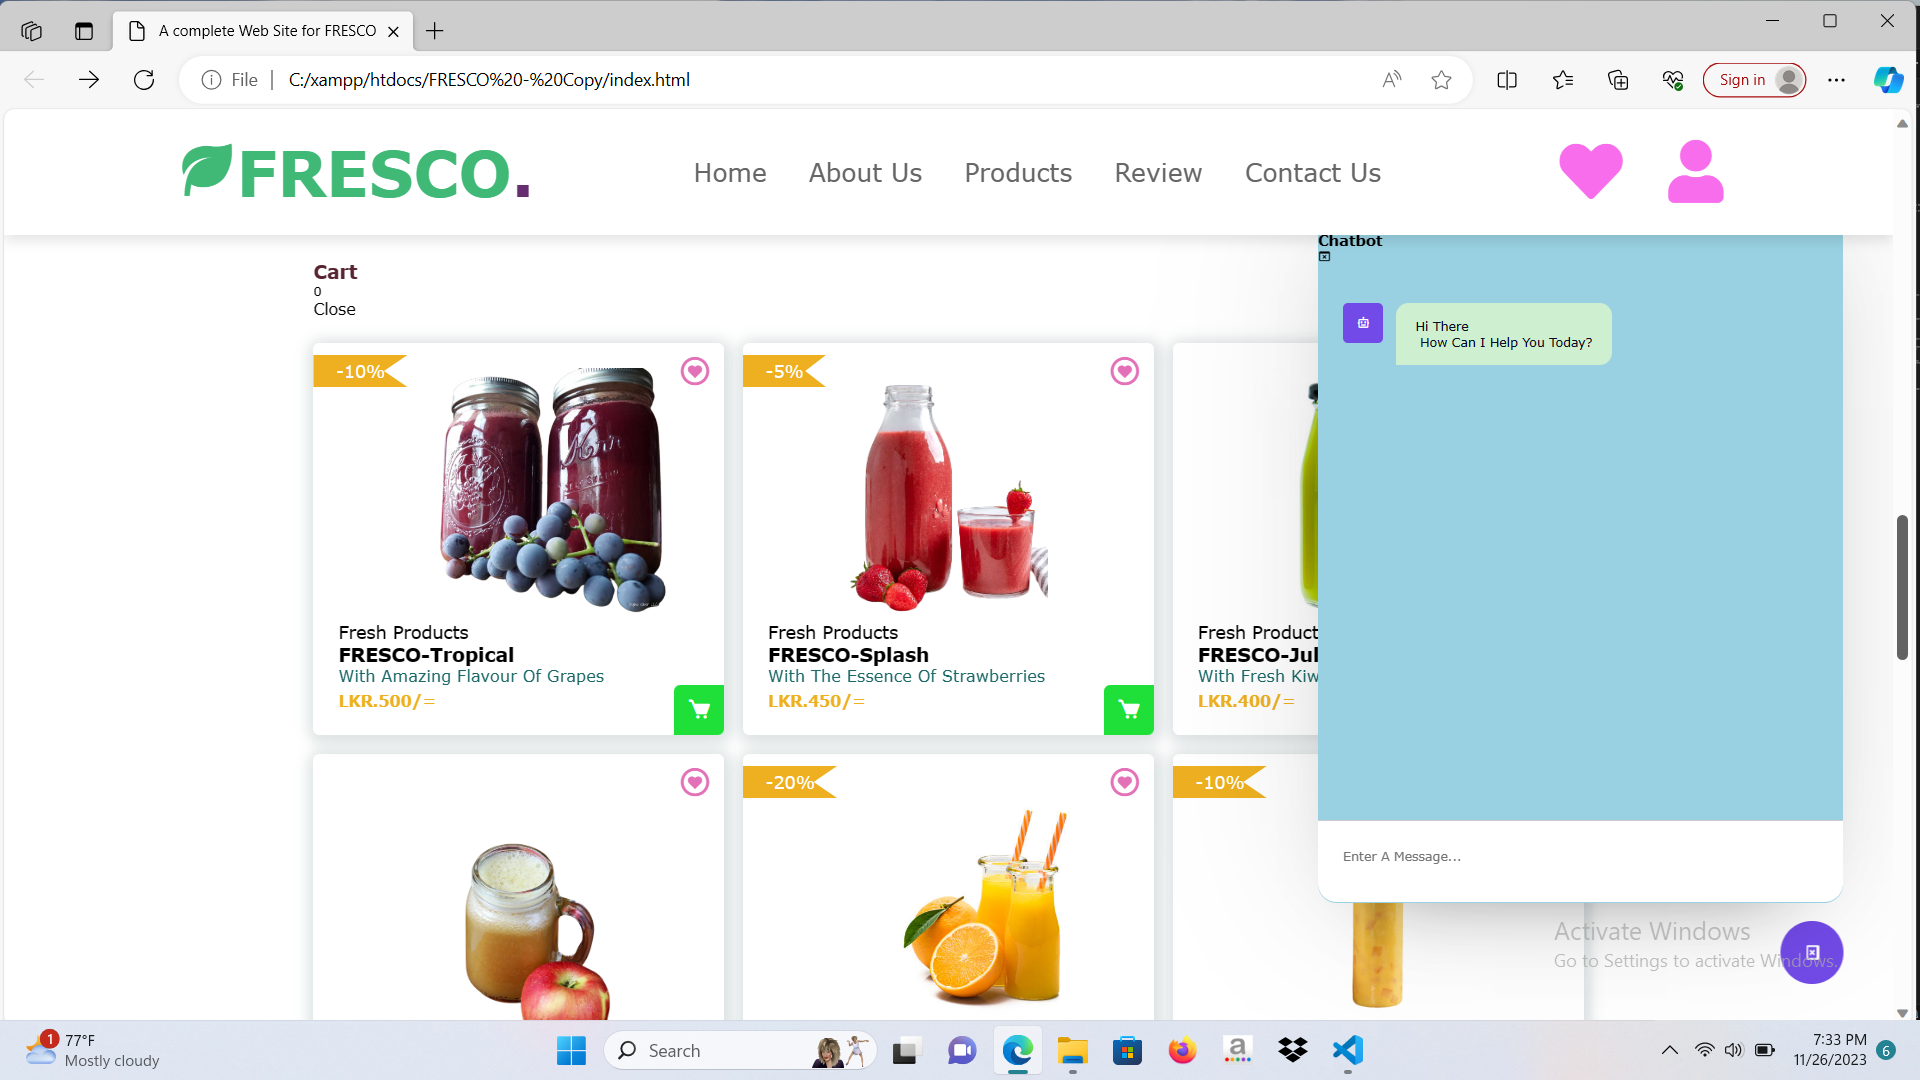 A complete Web Site for FRESCO
File
C:/xampp/htdocs/FRESCO%20-%20Copy/index.html
Sign in
FRESCO.
Home
About Us
Products
Review
Contact Us
Cart
0
Close
Chatbot
Hi There
How Can I Help You Today?
-10%
-5%
Fresh Products
FRESCO-Tropical
With Amazing Flavour Of Grapes
LKR.500/=
Fresh Products
FRESCO-Splash
With The Essence Of Strawberries
LKR.450/=
Fresh Product
FRESCO-Jul
With Fresh Kiw
LKR.400/=
-20%
-10%
Enter A Message...
Activate Windows
Go to Settings to activate Windows.
1
77°F
Mostly cloudy
Search
a
7:33 PM
11/26/2023
6